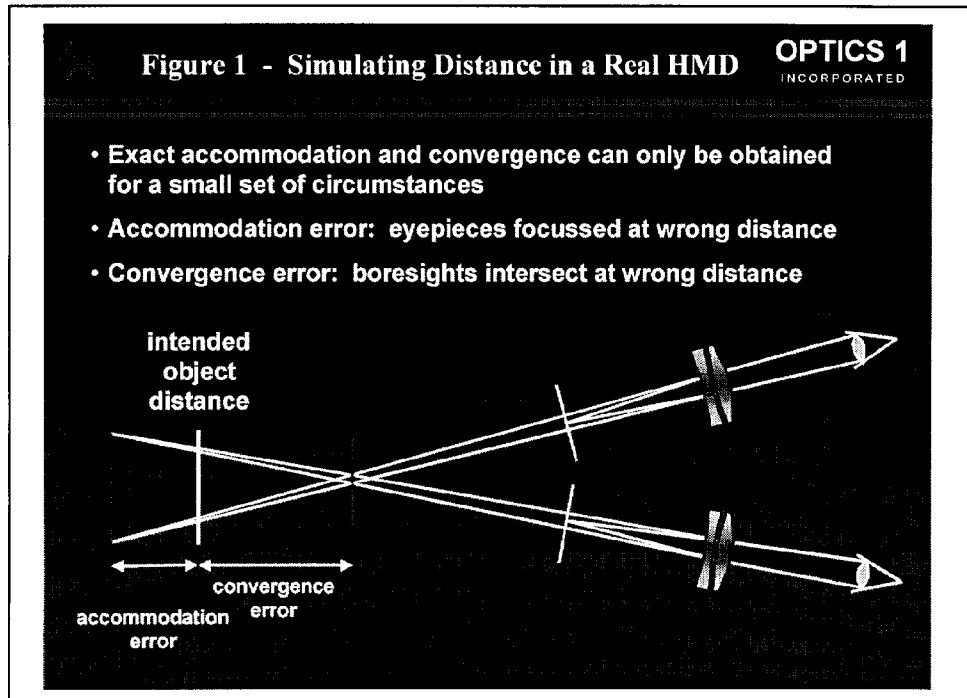 Figure 1 - Simulating Distance in a Real HMD
OPTICS 1
INCORPORATED
• Exact accommodation and convergence can only be obtained
for a small set of circumstances
• Accommodation error: eyepieces focussed at wrong distance
• Convergence error: boresights intersect at wrong distance
intended
object
distance
convergence
error
accommodation
error